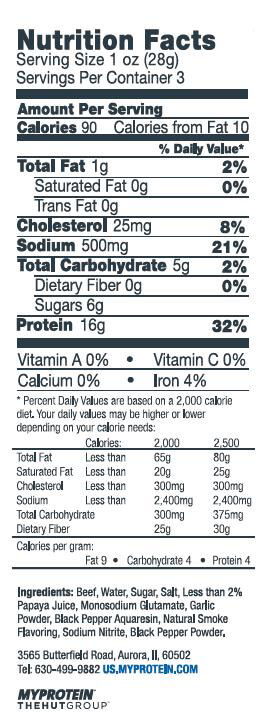 Nutrition Facts
Serving Size 1 oz (28g)
Servings Per Container 3
Amount Per Serving
Calories 90 Calories from Fat 10
% Daily Value*
Total Fat 1g 2%
Saturated Fat 0g 0%
Trans Fat 0g
Cholesterol 25mg 8%
Sodium 500mg 21%
Total Carbohydrate 5g 2%
Dietary Fiber 0g 0%
Sugars 6g
Protein 16g 32%
Vitamin A 0% • Vitamin C 0%
Calcium 0% • Iron 4%
* Percent Daily Values are based on a 2,000 calorie
diet. Your daily values may be higher or lower
depending on your calorie needs:
Calories: 2,000 2,500
Total Fat Less than 65g 80g
Saturated Fat Less than 20g 25g
Cholesterol Less than 300mg 300mg
Sodium Less than 2,400mg 2,400mg
Total Carbohydrate 300mg 375mg
Dietary Fiber 25g 30g
Calories per gram:
Fat 9 • Carbohydrate 4 • Protein 4
Ingredients: Beef, Water, Sugar, Salt, Less than 2%
Papaya Juice, Monosodium Glutamate, Garlic
Powder, Black Pepper Aquaresin, Natural Smoke
Flavoring, Sodium Nitrite, Black Pepper Powder.
3565 Butterfield Road, Aurora, Il, 60502
Tel: 630-499-9882 US.MYPROTEIN.COM
MYPROTEIN™
THEHUTGROUP™